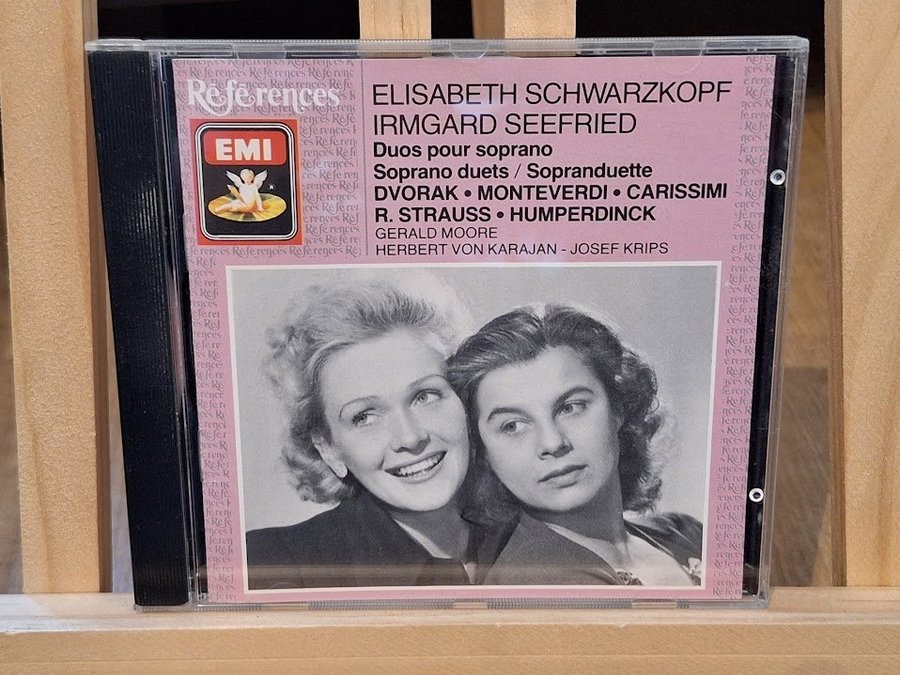 Références
EMI
ELISABETH SCHWARZKOPF
IRMGARD SEEFRIED
Duos pour soprano
Soprano duets / Sopranduette
DVORAK • MONTEVERDI • CARISSIMI
R. STRAUSS • HUMPERDINCK
GERALD MOORE
HERBERT VON KARAJAN - JOSEF KRIPS